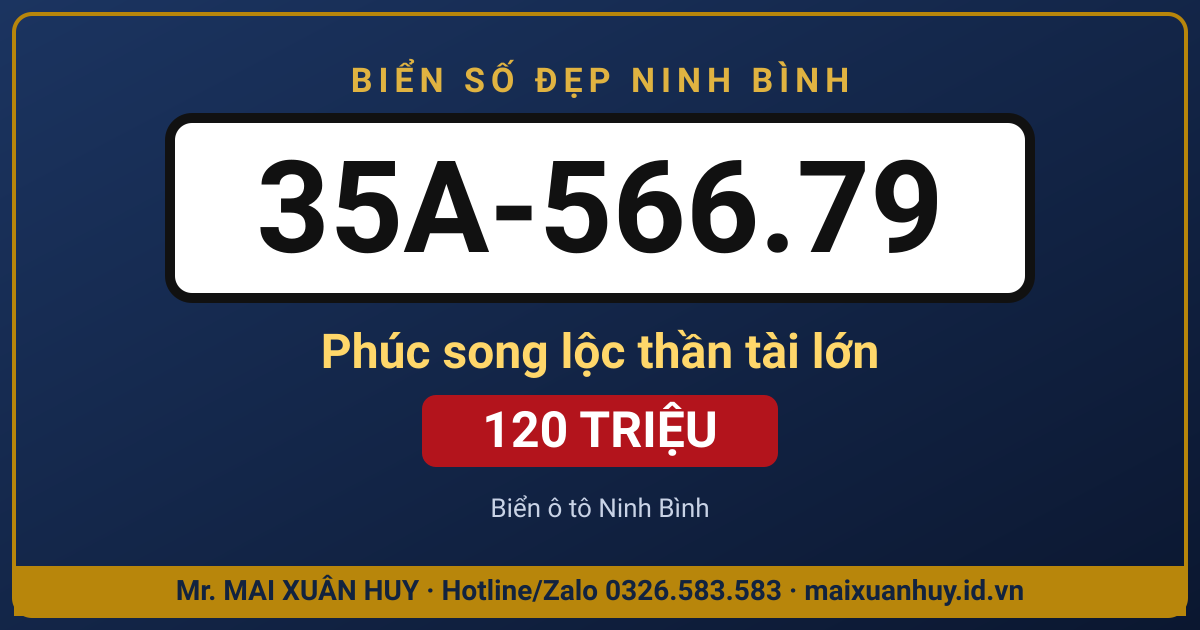 BIỂN SỐ ĐẸP NINH BÌNH
35A-566.79
Phúc song lộc thần tài lớn
120 TRIỆU
Biển ô tô Ninh Bình
Mr. MAI XUÂN HUY · Hotline/Zalo 0326.583.583 · maixuanhuy.id.vn